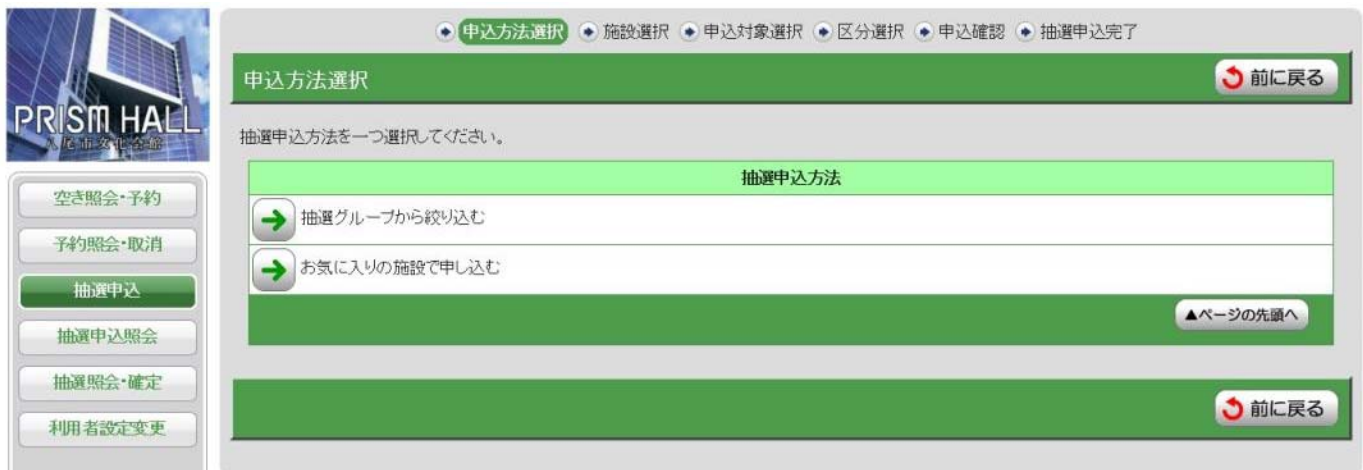 PRISM HALL
八尾市文化会館
空き照会・予約
予約照会・取消
抽選申込
抽選申込照会
抽選照会・確定
利用者設定変更
申込方法選択 施設選択 申込対象選択 区分選択 申込確認 抽選申込完了
申込方法選択 前に戻る
抽選申込方法を一つ選択してください。
抽選申込方法
抽選グループから絞り込む
お気に入りの施設で申し込む
▲ページの先頭へ
前に戻る